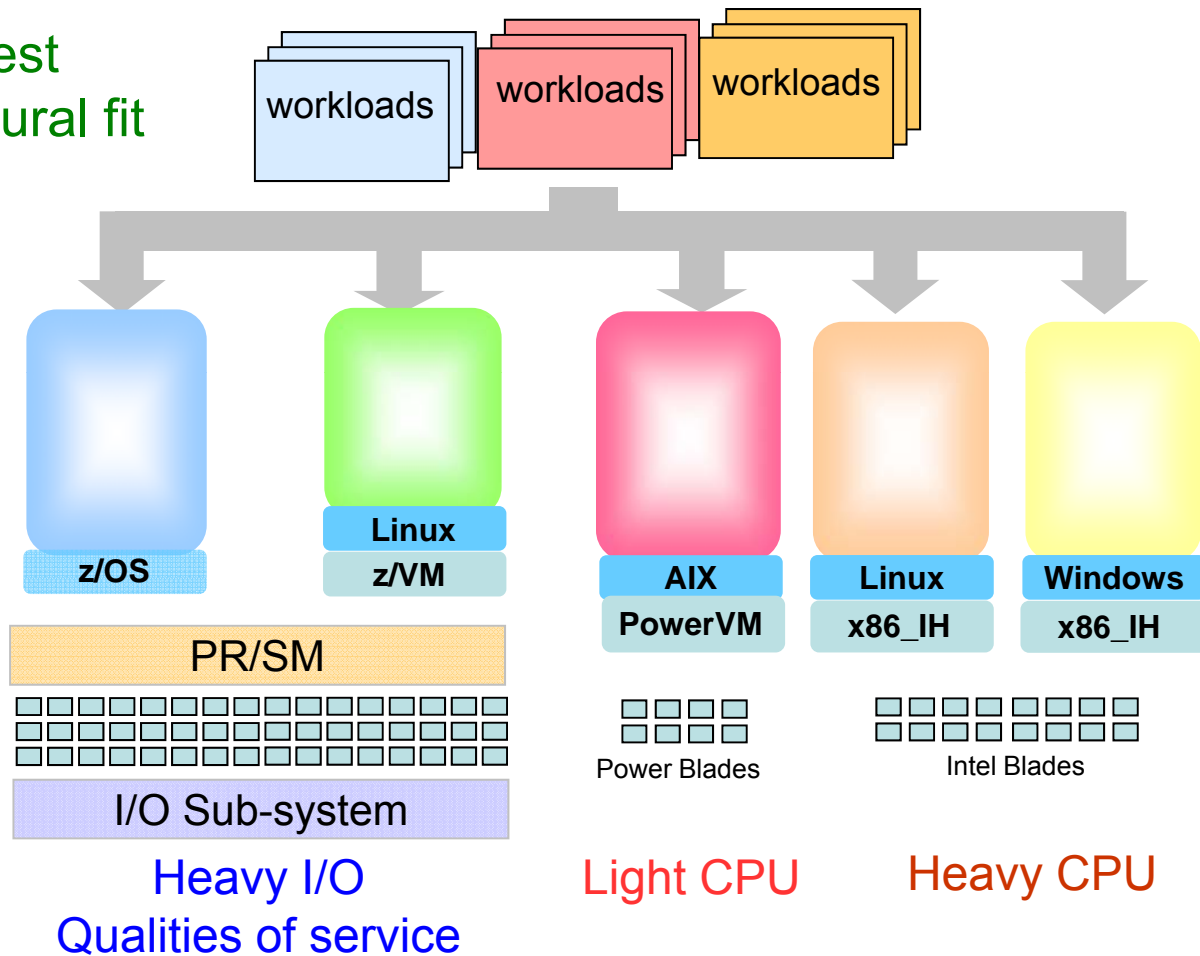 est
ural fit
workloads
workloads
workloads
Linux
z/OS
z/VM
AIX
Linux
Windows
PowerVM
x86_IH
x86_IH
PR/SM
Power Blades
Intel Blades
I/O Sub-system
Heavy I/O
Qualities of service
Light CPU
Heavy CPU